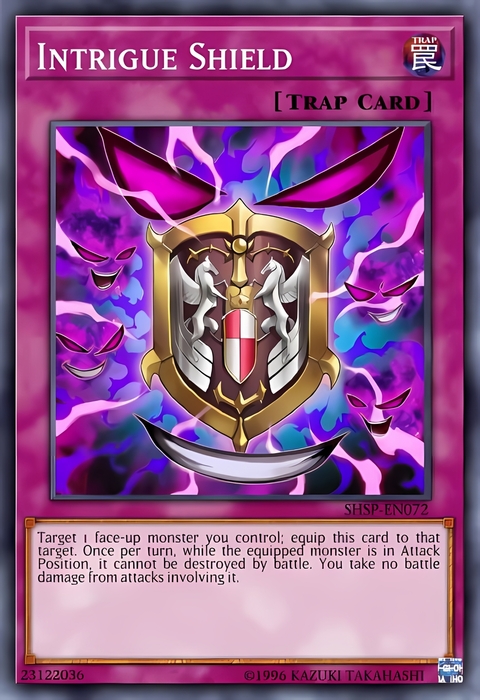 INTRIGUE SHIELD
TRAP
罠
[TRAP CARD]
SHSP-EN072
Target 1 face-up monster you control; equip this card to that
target. Once per turn, while the equipped monster is in Attack
Position, it cannot be destroyed by battle. You take no battle
damage from attacks involving it.
23122036
©1996 KAZUKI TAKAHASHI